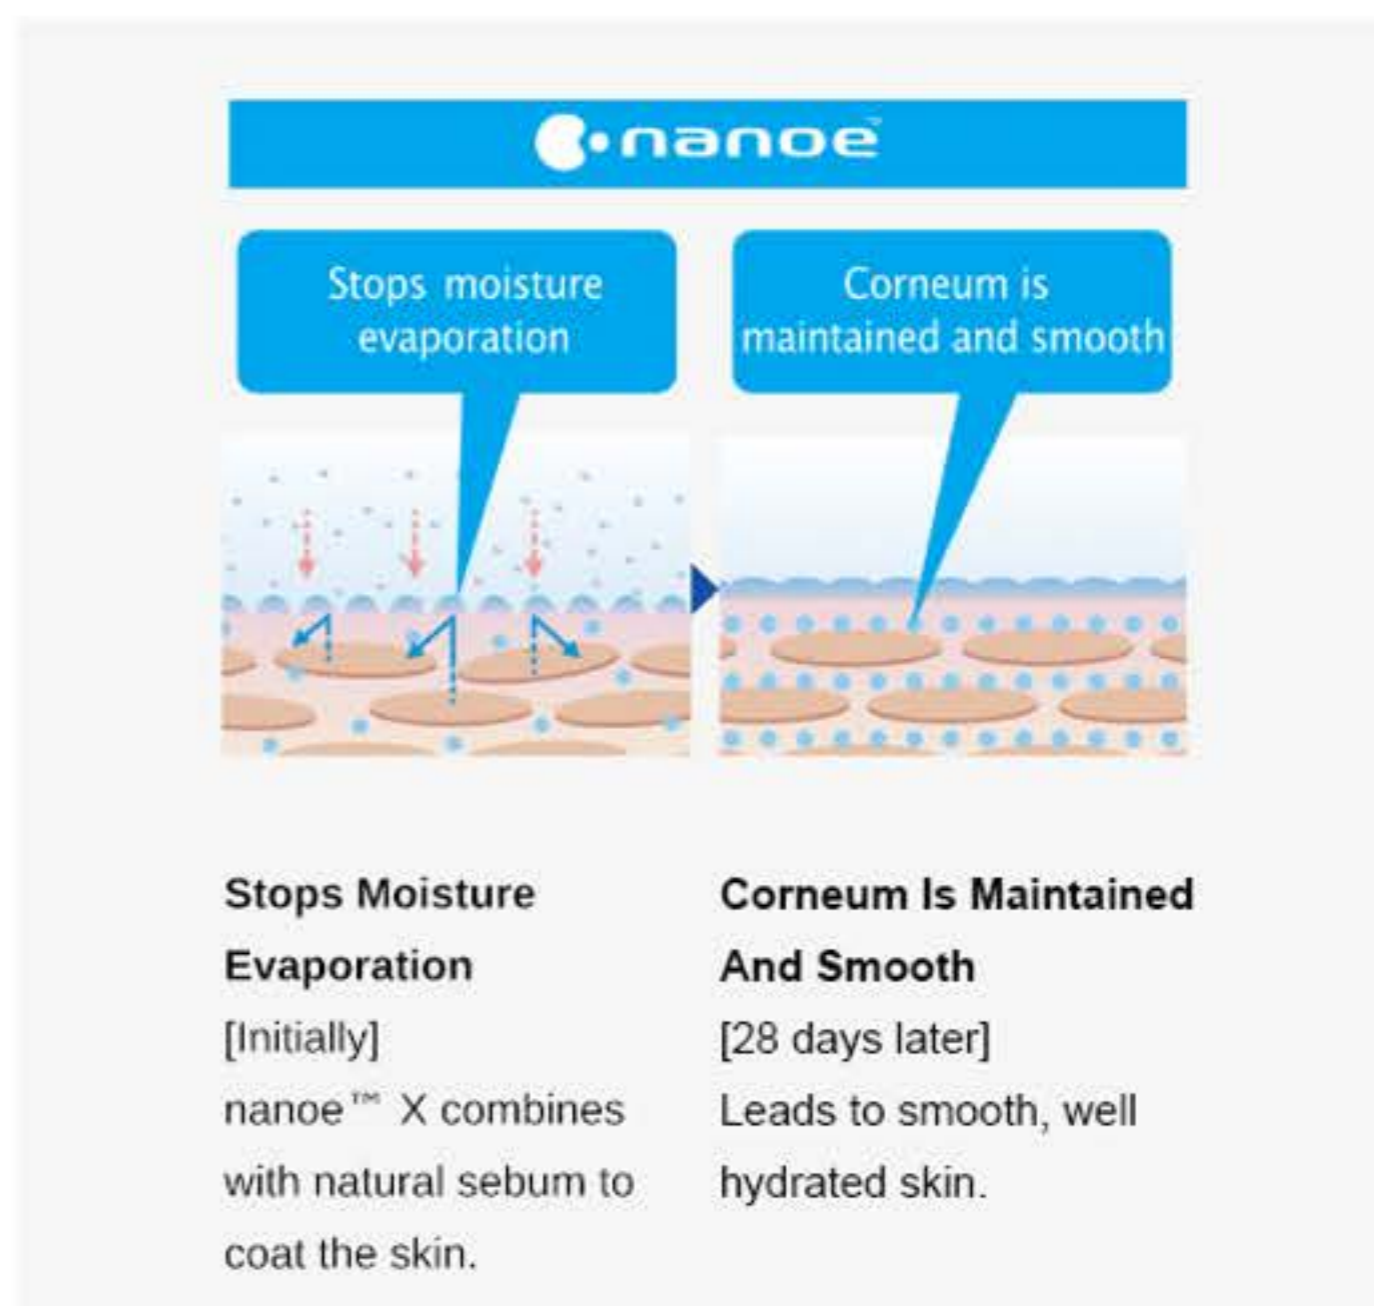 nanoe™
Stops moisture
evaporation
Corneum is
maintained and smooth
Stops Moisture
Evaporation
[Initially]
nanoe™ X combines
with natural sebum to
coat the skin.
Corneum Is Maintained
And Smooth
[28 days later]
Leads to smooth, well
hydrated skin.